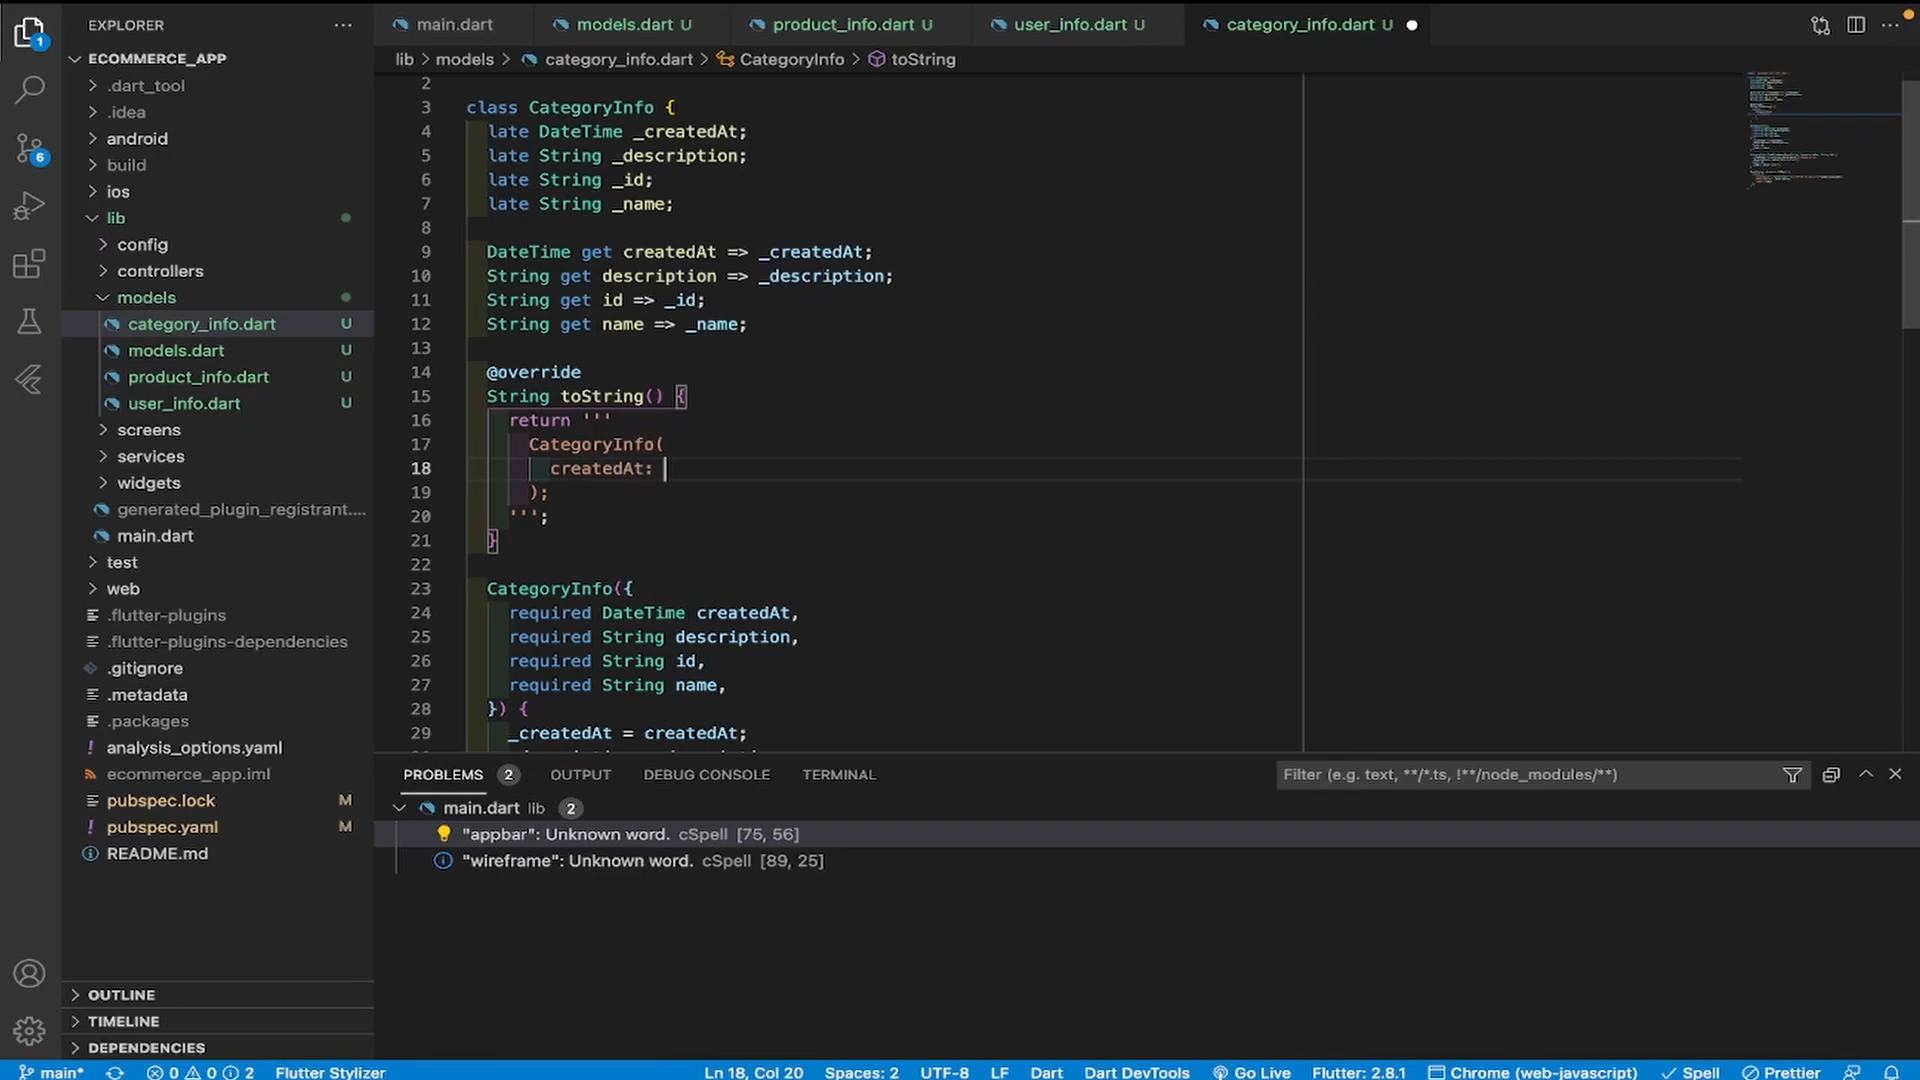 EXPLORER
main.dart
models.dart U
product_info.dart U
user_info.dart U
category_info.dart U
1
ECOMMERCE_APP
lib > models > category_info.dart > CategoryInfo > toString
.dart_tool
.idea
android
build
ios
lib
config
controllers
models
category_info.dart U
models.dart U
product_info.dart U
user_info.dart U
screens
services
widgets
generated_plugin_registrant....
main.dart
test
web
.flutter-plugins
.flutter-plugins-dependencies
.gitignore
.metadata
.packages
! analysis_options.yaml
ecommerce_app.iml
pubspec.lock M
! pubspec.yaml M
README.md
6
OUTLINE
TIMELINE
DEPENDENCIES
2
3 class CategoryInfo {
4 late DateTime _createdAt;
5 late String _description;
6 late String _id;
7 late String _name;
8
9 DateTime get createdAt => _createdAt;
10 String get description => _description;
11 String get id => _id;
12 String get name => _name;
13
14 @override
15 String toString() {
16 return '''
17 CategoryInfo(
18 createdAt:
19 );
20 ''';
21 }
22
23 CategoryInfo({
24 required DateTime createdAt,
25 required String description,
26 required String id,
27 required String name,
28 }) {
29 _createdAt = createdAt;
PROBLEMS 2 OUTPUT DEBUG CONSOLE TERMINAL
Filter (e.g. text, **/*.ts, !**/node_modules/**)
main.dart lib 2
"appbar": Unknown word. cSpell [75, 56]
"wireframe": Unknown word. cSpell [89, 25]
main* 0 0 2 Flutter Stylizer Ln 18, Col 20 Spaces: 2 UTF-8 LF Dart Dart DevTools Go Live Flutter: 2.8.1 Chrome (web-javascript) Spell Prettier